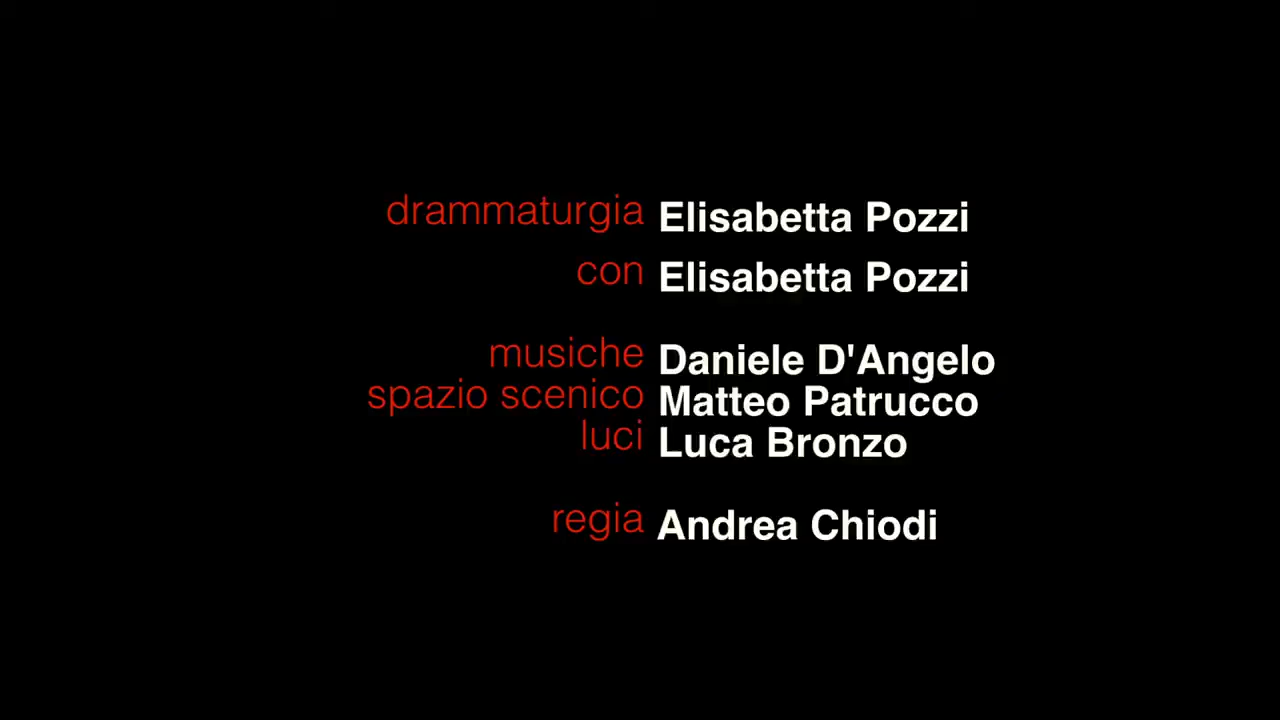 drammaturgia Elisabetta Pozzi
con Elisabetta Pozzi
musiche Daniele D'Angelo
spazio scenico Matteo Patrucco
luci Luca Bronzo
regia Andrea Chiodi